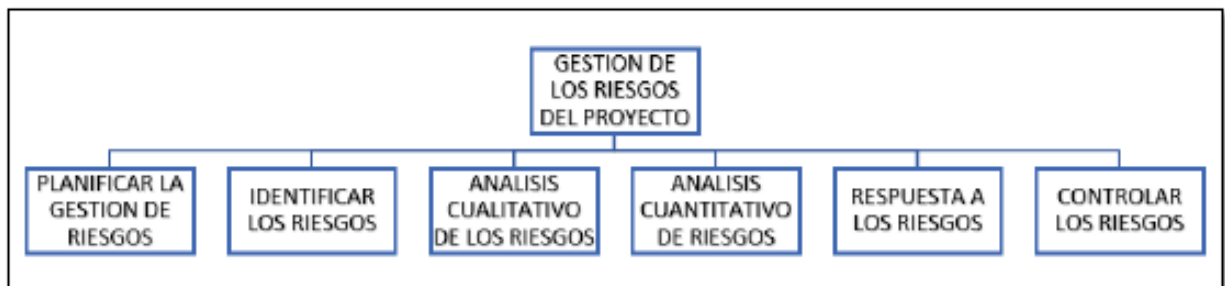 GESTION DE
LOS RIESGOS
DEL PROYECTO
PLANIFICAR LA
GESTION DE
RIESGOS
IDENTIFICAR
LOS RIESGOS
ANALISIS
CUALITATIVO
DE LOS RIESGOS
ANALISIS
CUANTITATIVO
DE RIESGOS
RESPUESTA A
LOS RIESGOS
CONTROLAR
LOS RIESGOS